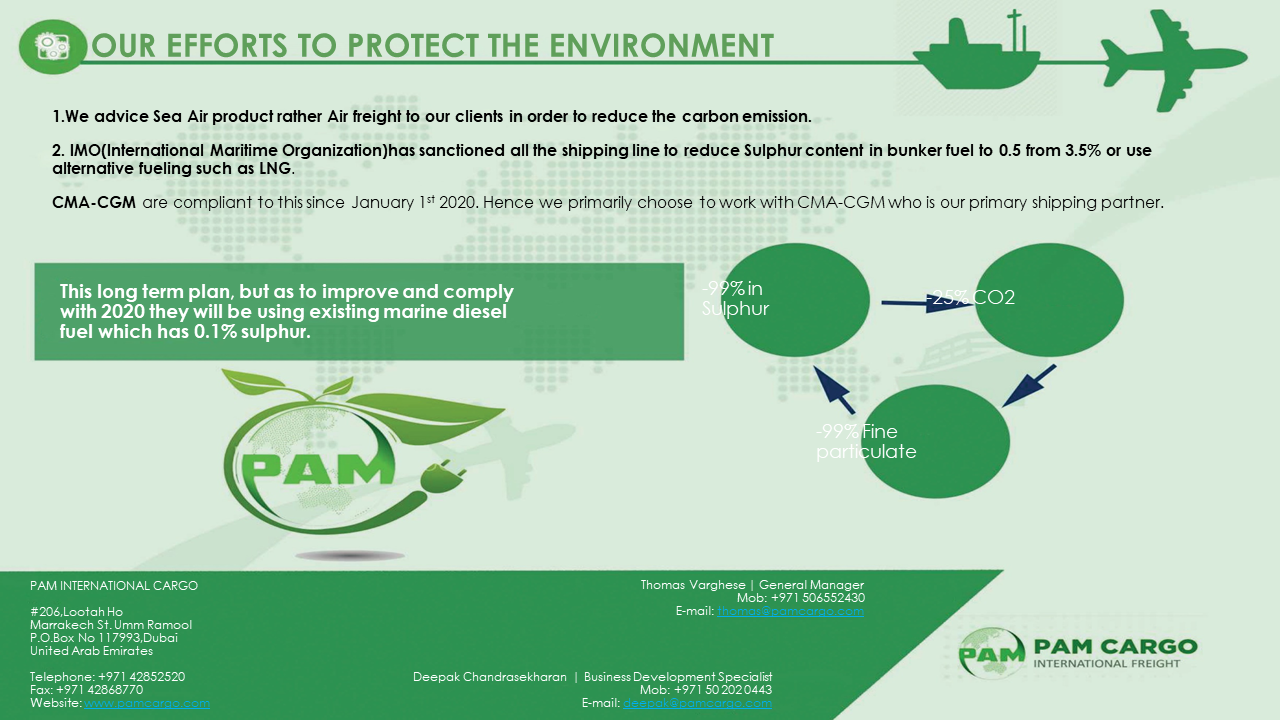 OUR EFFORTS TO PROTECT THE ENVIRONMENT
1.We advice Sea Air product rather Air freight to our clients in order to reduce the carbon emission.
2. IMO(International Maritime Organization)has sanctioned all the shipping line to reduce Sulphur content in bunker fuel to 0.5 from 3.5% or use
alternative fueling such as LNG.
CMA-CGM are compliant to this since January 1st 2020. Hence we primarily choose to work with CMA-CGM who is our primary shipping partner.
This long term plan, but as to improve and comply
with 2020 they will be using existing marine diesel
fuel which has 0.1% sulphur.
-99% in
Sulphur
-25% CO2
-99% Fine
particulate
PAM
PAM INTERNATIONAL CARGO
#206,Lootah Ho
Marrakech St. Umm Ramool
P.O.Box No 117993,Dubai
United Arab Emirates
Telephone: +971 42852520
Fax: +971 42868770
Website: www.pamcargo.com
Thomas Varghese | General Manager
Mob: +971 506552430
E-mail: thomas@pamcargo.com
Deepak Chandrasekharan | Business Development Specialist
Mob: +971 50 202 0443
E-mail: deepak@pamcargo.com
PAM
PAM CARGO
INTERNATIONAL FREIGHT